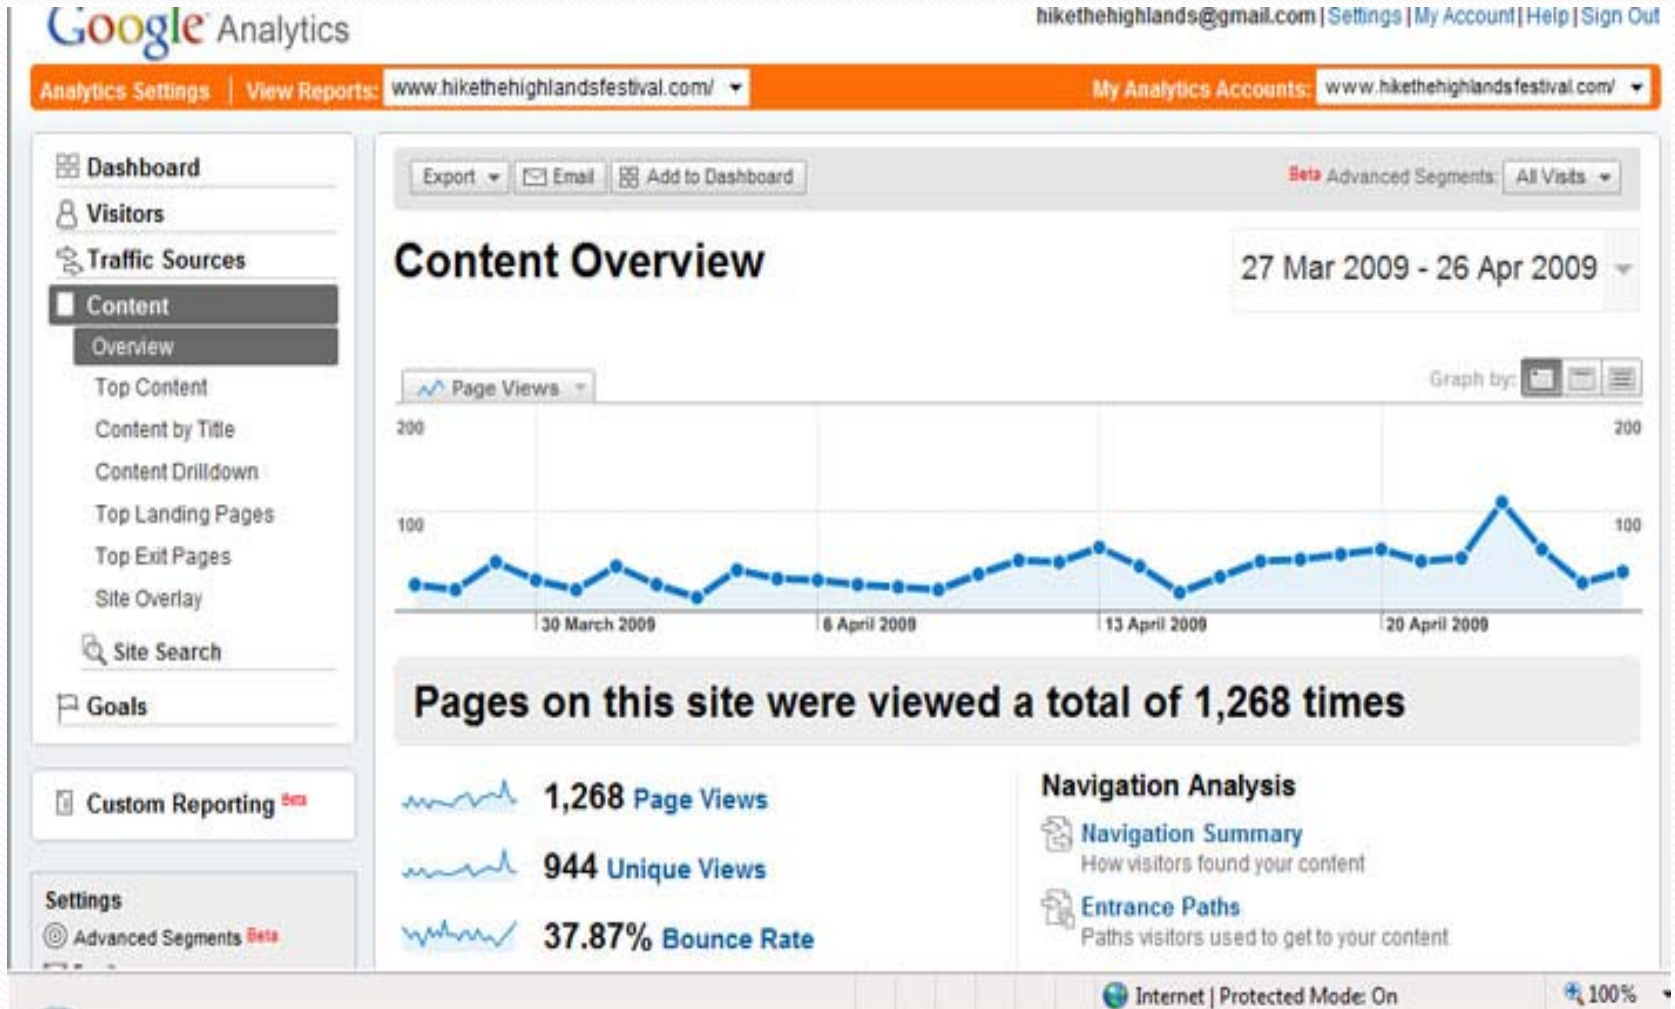 Google Analytics
hikethehighlands@gmail.com | Settings | My Account | Help | Sign Out
Analytics Settings | View Reports: www.hikethehighlandsfestival.com/
My Analytics Accounts: www.hikethehighlandsfestival.com/
Dashboard
Visitors
Traffic Sources
Content
Overview
Top Content
Content by Title
Content Drilldown
Top Landing Pages
Top Exit Pages
Site Overlay
Site Search
Goals
Custom Reporting Beta
Settings
Advanced Segments Beta
Export
Email
Add to Dashboard
Beta Advanced Segments: All Visits
Content Overview
27 Mar 2009 - 26 Apr 2009
Page Views
Graph by:
200 200
100 100
30 March 2009 6 April 2009 13 April 2009 20 April 2009
Pages on this site were viewed a total of 1,268 times
1,268 Page Views
944 Unique Views
37.87% Bounce Rate
Navigation Analysis
Navigation Summary
How visitors found your content
Entrance Paths
Paths visitors used to get to your content
Internet | Protected Mode: On
100%